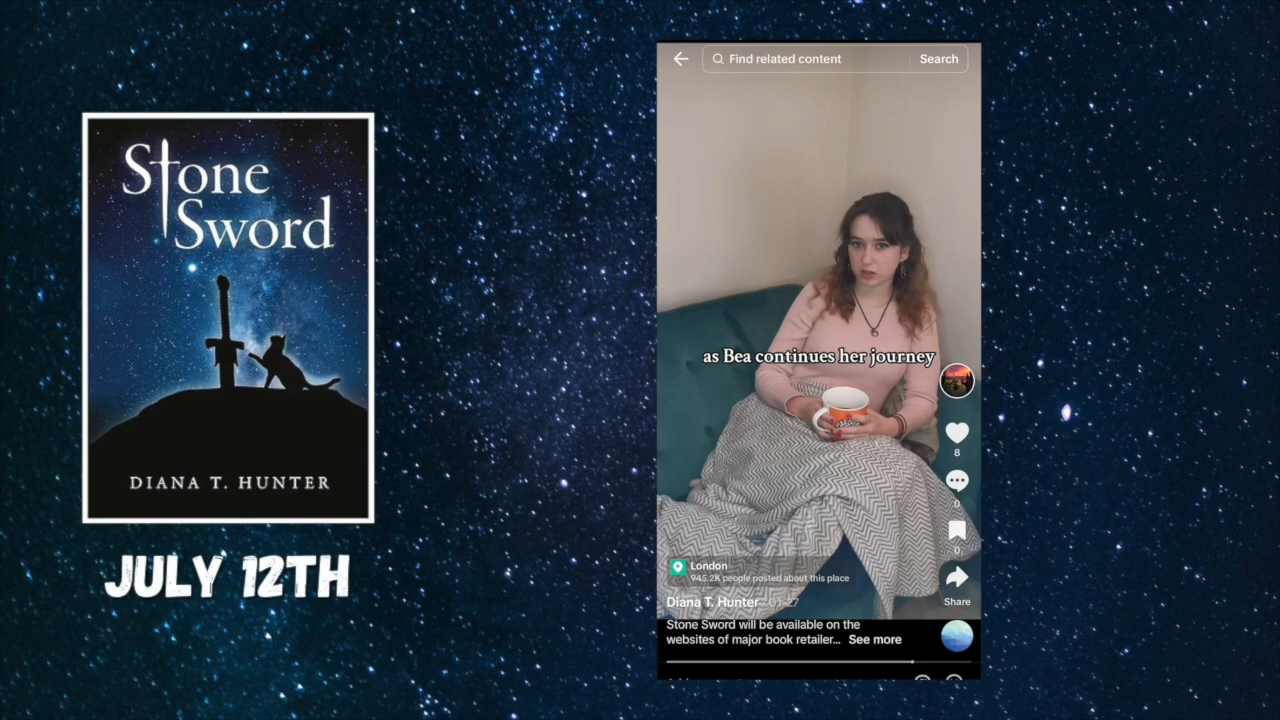 Stone
Sword
DIANA T. HUNTER
JULY 12TH
Find related content
Search
as Bea continues her journey
8
0
0
London
945.2K people posted about this place
Diana T. Hunter 01-27
Share
Stone Sword will be available on the
websites of major book retailer... See more